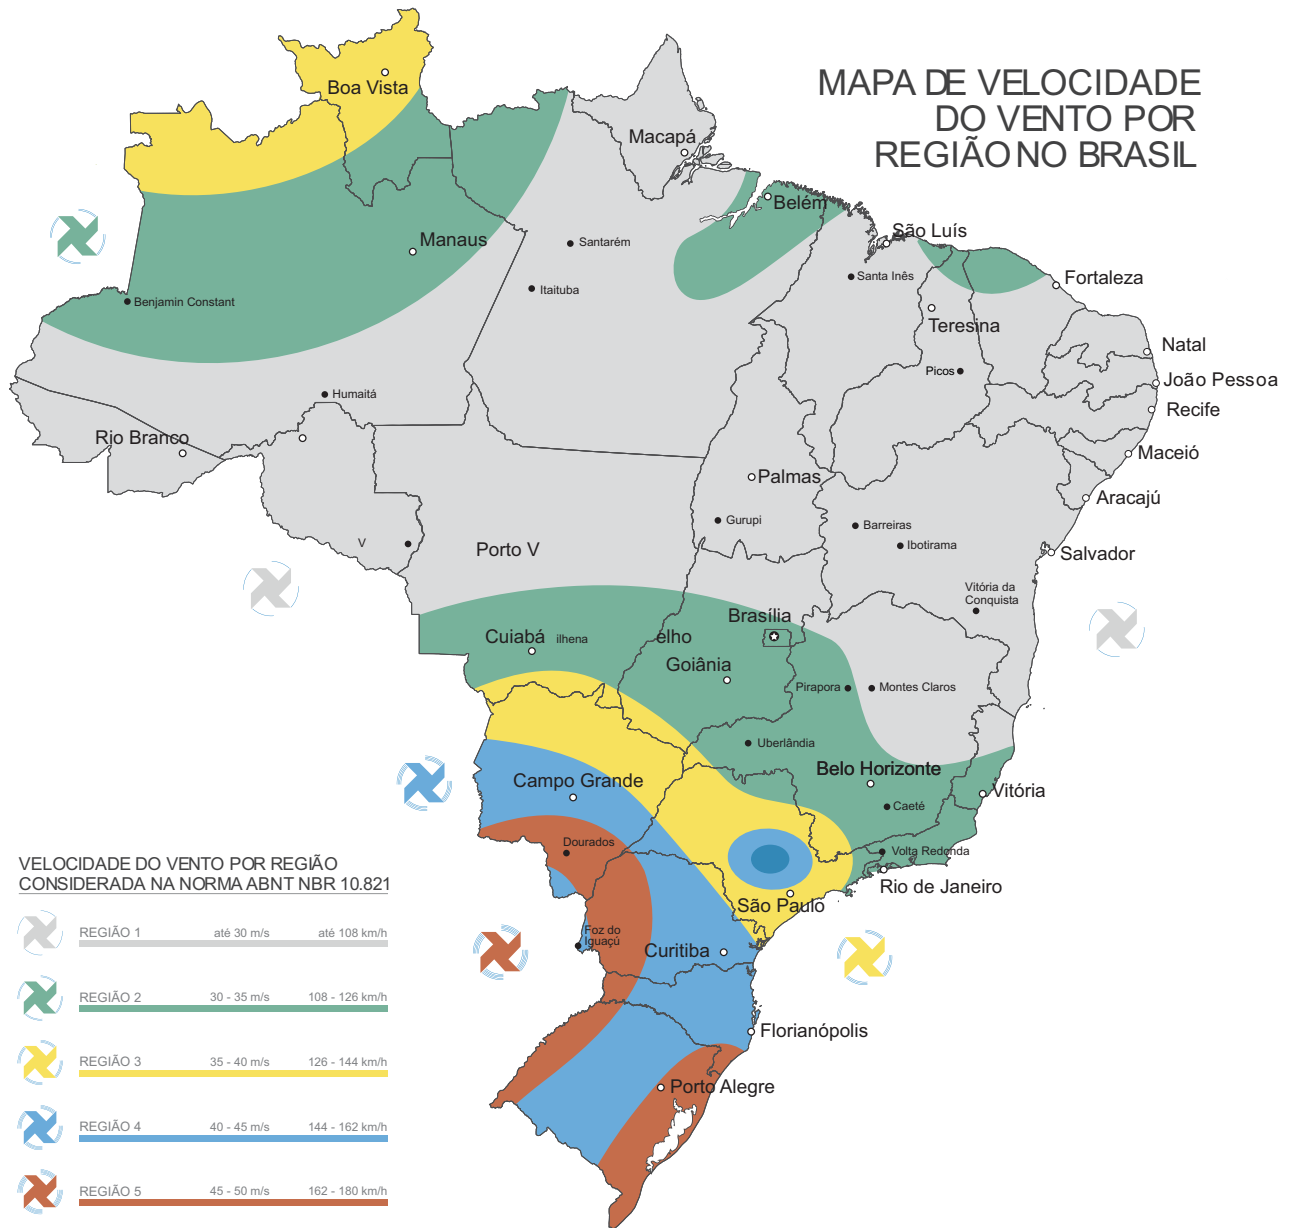 MAPA DE VELOCIDADE
DO VENTO POR
REGIÃO NO BRASIL
Boa Vista
Macapá
Belém
Manaus
São Luís
Santarém
Santa Inês
Fortaleza
Itaituba
Benjamin Constant
Teresina
Natal
Picos
João Pessoa
Humaitá
Recife
Rio Branco
Maceió
Palmas
Aracajú
Gurupi
Barreiras
Ibotirama
V
Porto V
Salvador
Vitória da
Conquista
Brasília
Cuiabá
ilhena
elho
Goiânia
Pirapora
Montes Claros
Uberlândia
Belo Horizonte
Campo Grande
Vitória
Caeté
Dourados
Volta Redonda
Rio de Janeiro
São Paulo
Foz do
Iguaçú
Curitiba
Florianópolis
Porto Alegre
VELOCIDADE DO VENTO POR REGIÃO
CONSIDERADA NA NORMA ABNT NBR 10.821
REGIÃO 1 até 30 m/s até 108 km/h
REGIÃO 2 30 - 35 m/s 108 - 126 km/h
REGIÃO 3 35 - 40 m/s 126 - 144 km/h
REGIÃO 4 40 - 45 m/s 144 - 162 km/h
REGIÃO 5 45 - 50 m/s 162 - 180 km/h